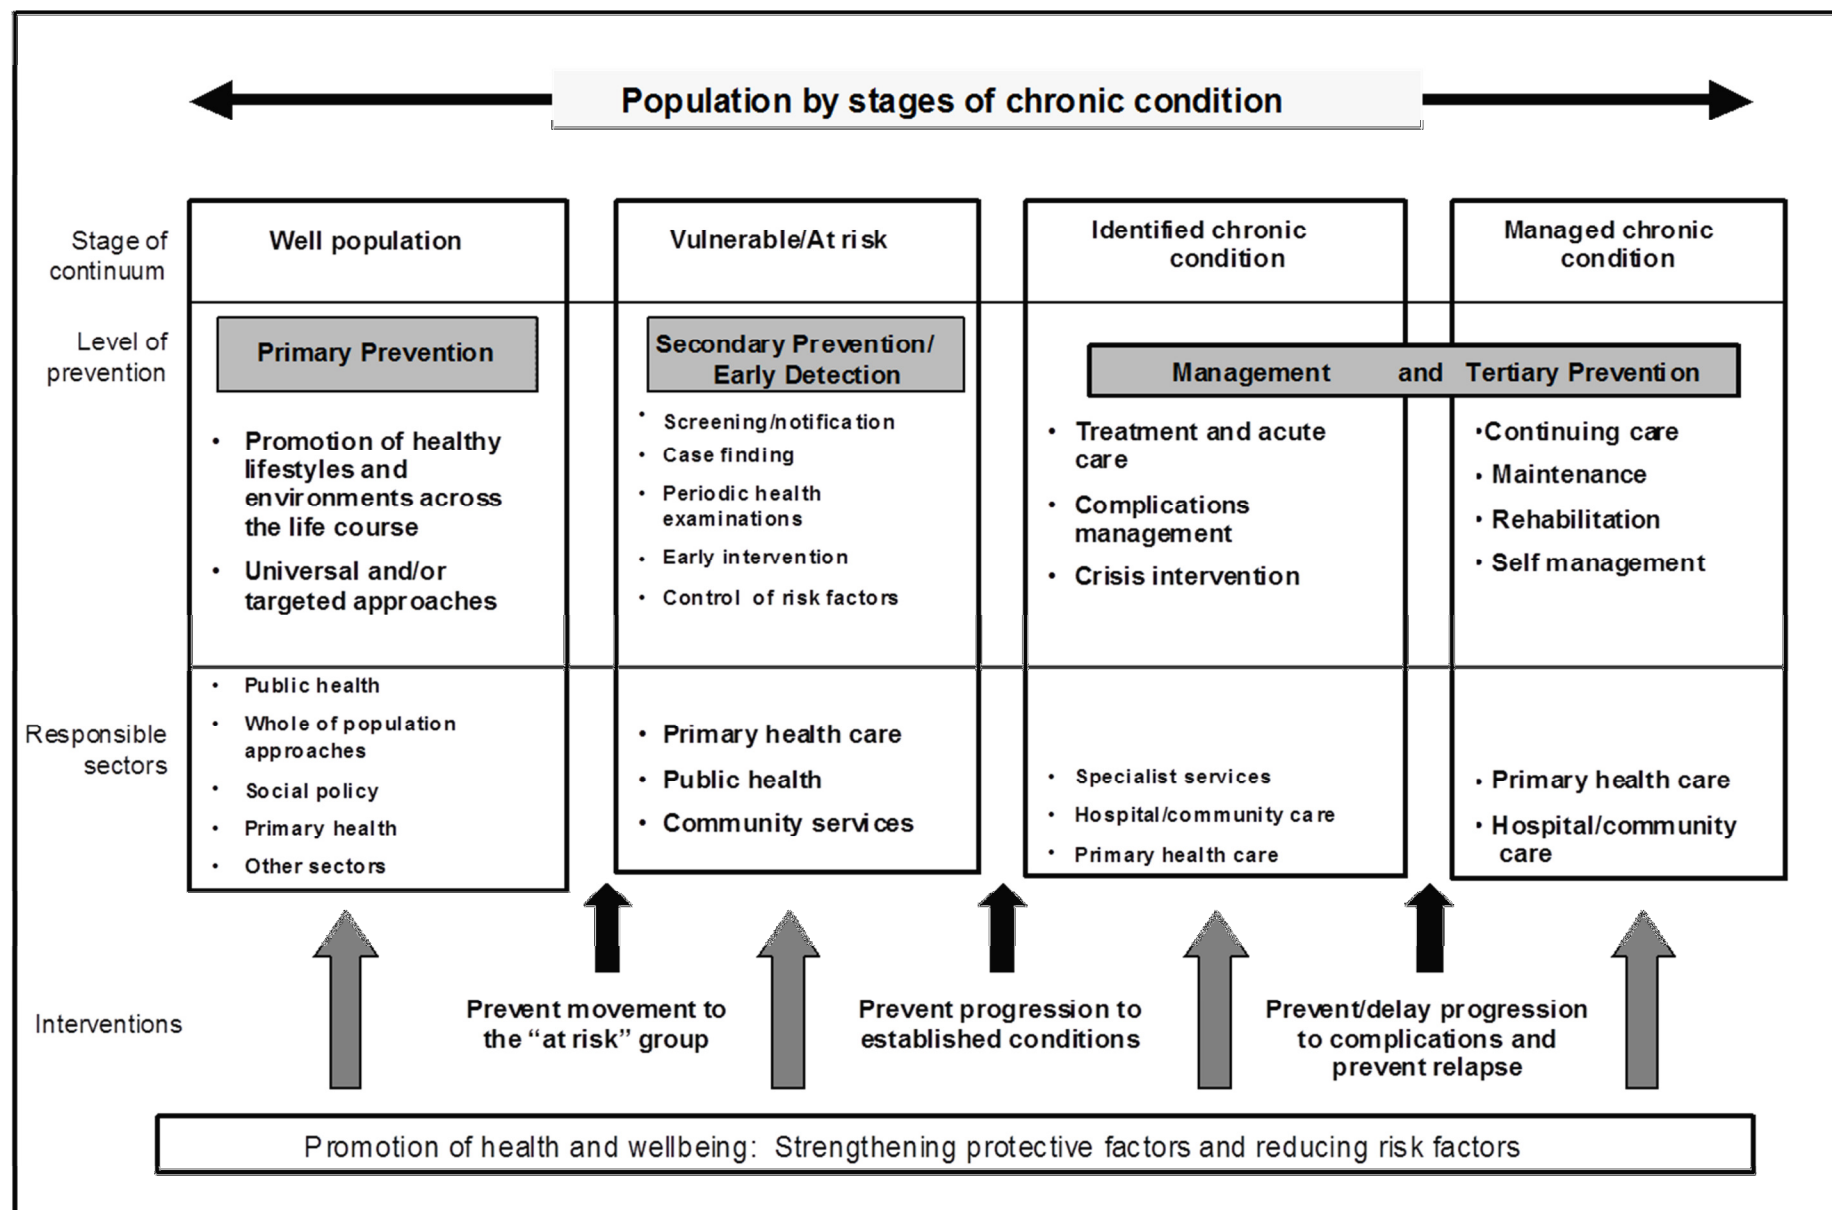 Population by stages of chronic condition
Stage of
continuum
Well population
Vulnerable/At risk
Identified chronic
condition
Managed chronic
condition
Level of
prevention
Primary Prevention
Secondary Prevention/
Early Detection
Management and Tertiary Prevention
• Promotion of healthy
lifestyles and
environments across
the life course
• Universal and/or
targeted approaches
• Screening/notification
• Case finding
• Periodic health
examinations
• Early intervention
• Control of risk factors
• Treatment and acute
care
• Complications
management
• Crisis intervention
•Continuing care
• Maintenance
• Rehabilitation
• Self management
Responsible
sectors
• Public health
• Whole of population
approaches
• Social policy
• Primary health
• Other sectors
• Primary health care
• Public health
• Community services
• Specialist services
• Hospital/community care
• Primary health care
• Primary health care
• Hospital/community
care
Interventions
Prevent movement to
the “at risk” group
Prevent progression to
established conditions
Prevent/delay progression
to complications and
prevent relapse
Promotion of health and wellbeing: Strengthening protective factors and reducing risk factors